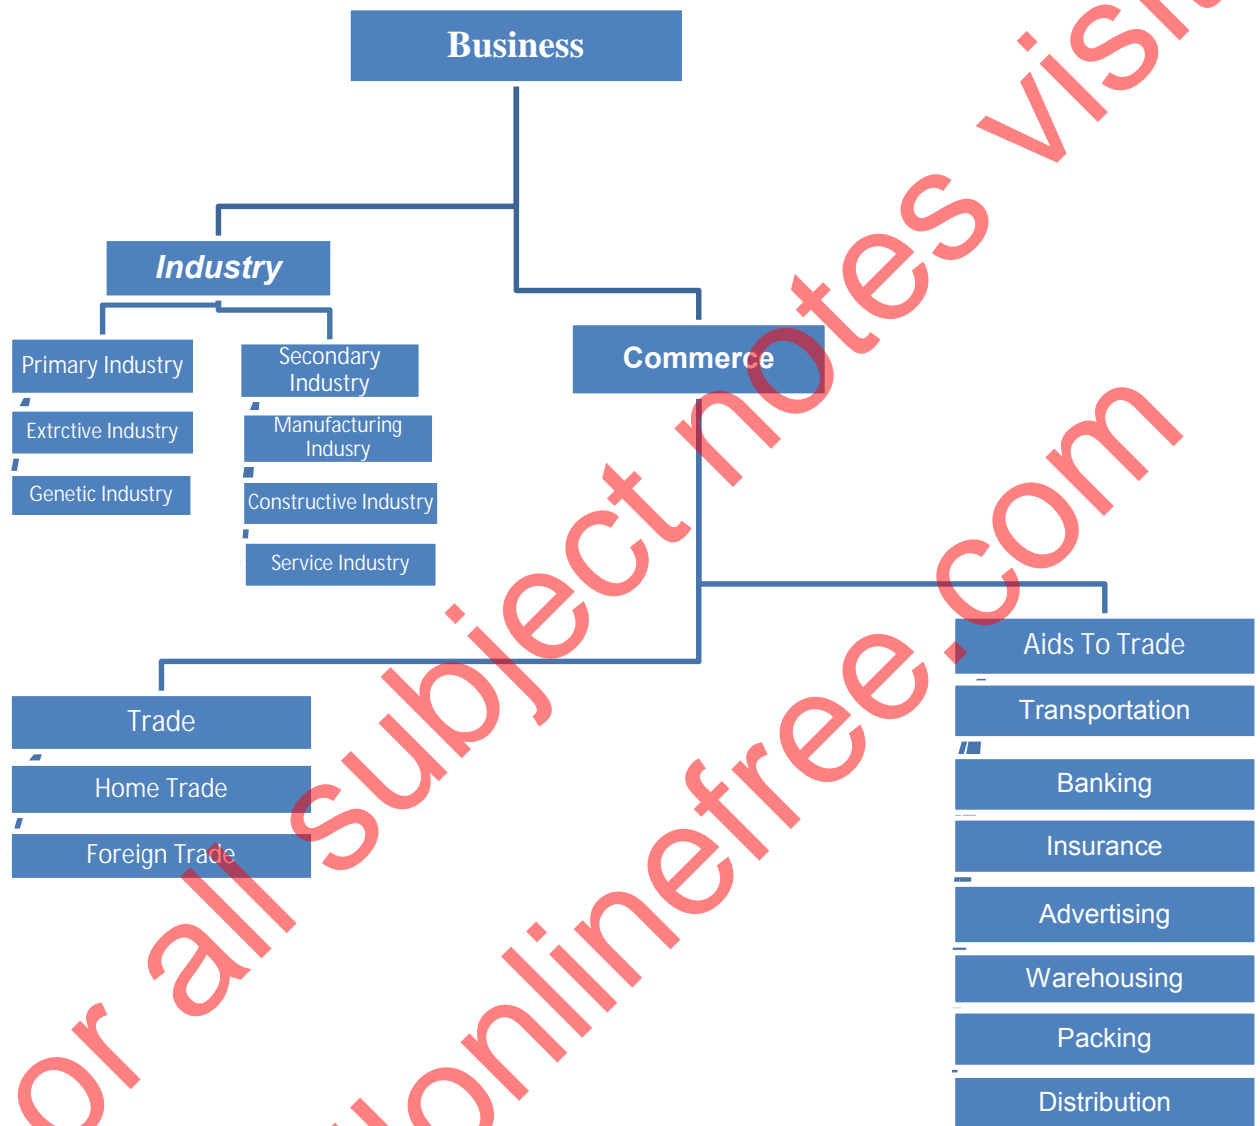 Business
Industry
Commerce
Primary Industry
Extrctive Industry
Genetic Industry
Secondary
Industry
Manufacturing
Indusry
Constructive Industry
Service Industry
Trade
Home Trade
Foreign Trade
Aids To Trade
Transportation
Banking
Insurance
Advertising
Warehousing
Packing
Distribution
or all subject notes visit
onlinefree.com